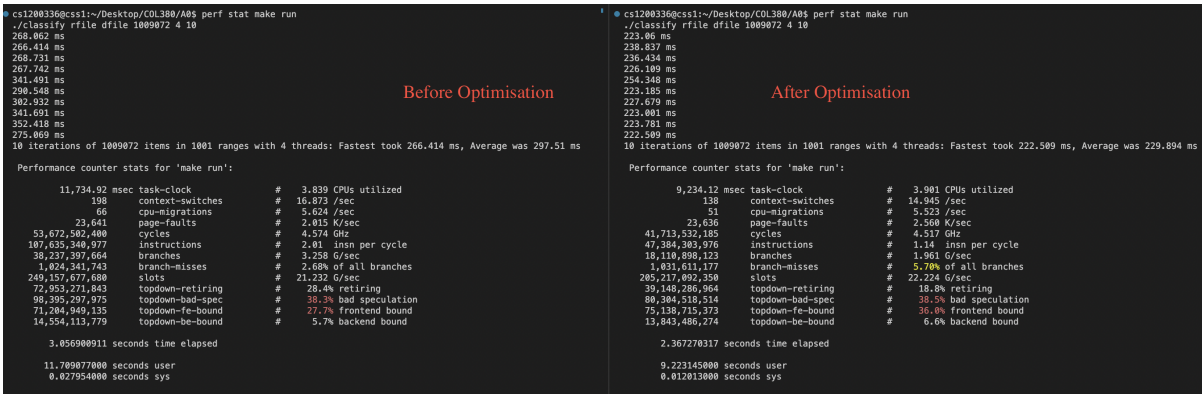 cs1200336@css1:~/Desktop/COL380/A0$ perf stat make run
./classify rfile dfile 1009072 4 10
268.062 ms
266.414 ms
268.731 ms
267.742 ms
341.491 ms
290.548 ms
302.932 ms
341.691 ms
352.418 ms
275.069 ms
10 iterations of 1009072 items in 1001 ranges with 4 threads: Fastest took 266.414 ms, Average was 297.51 ms
Before Optimisation
Performance counter stats for 'make run':
11,734.92 msec task-clock # 3.839 CPUs utilized
198 context-switches # 16.873 /sec
66 cpu-migrations # 5.624 /sec
23,641 page-faults # 2.015 K/sec
53,672,502,400 cycles # 4.574 GHz
107,635,340,977 instructions # 2.01 insn per cycle
38,237,397,664 branches # 3.258 G/sec
1,024,341,743 branch-misses # 2.68% of all branches
249,157,677,680 slots # 21.232 G/sec
72,953,271,843 topdown-retiring # 28.4% retiring
98,395,297,975 topdown-bad-spec # 38.3% bad speculation
71,204,949,135 topdown-fe-bound # 27.7% frontend bound
14,554,113,779 topdown-be-bound # 5.7% backend bound
3.056900911 seconds time elapsed
11.709077000 seconds user
0.027954000 seconds sys
cs1200336@css1:~/Desktop/COL380/A0$ perf stat make run
./classify rfile dfile 1009072 4 10
223.06 ms
238.837 ms
236.434 ms
226.109 ms
254.348 ms
223.185 ms
227.679 ms
223.001 ms
223.781 ms
222.509 ms
10 iterations of 1009072 items in 1001 ranges with 4 threads: Fastest took 222.509 ms, Average was 229.894 ms
After Optimisation
Performance counter stats for 'make run':
9,234.12 msec task-clock # 3.901 CPUs utilized
138 context-switches # 14.945 /sec
51 cpu-migrations # 5.523 /sec
23,636 page-faults # 2.560 K/sec
41,713,532,185 cycles # 4.517 GHz
47,384,303,976 instructions # 1.14 insn per cycle
18,110,898,123 branches # 1.961 G/sec
1,031,611,177 branch-misses # 5.70% of all branches
205,217,092,350 slots # 22.224 G/sec
39,148,286,964 topdown-retiring # 18.8% retiring
80,304,518,514 topdown-bad-spec # 38.5% bad speculation
75,138,715,373 topdown-fe-bound # 36.0% frontend bound
13,843,486,274 topdown-be-bound # 6.6% backend bound
2.367270317 seconds time elapsed
9.223145000 seconds user
0.012013000 seconds sys